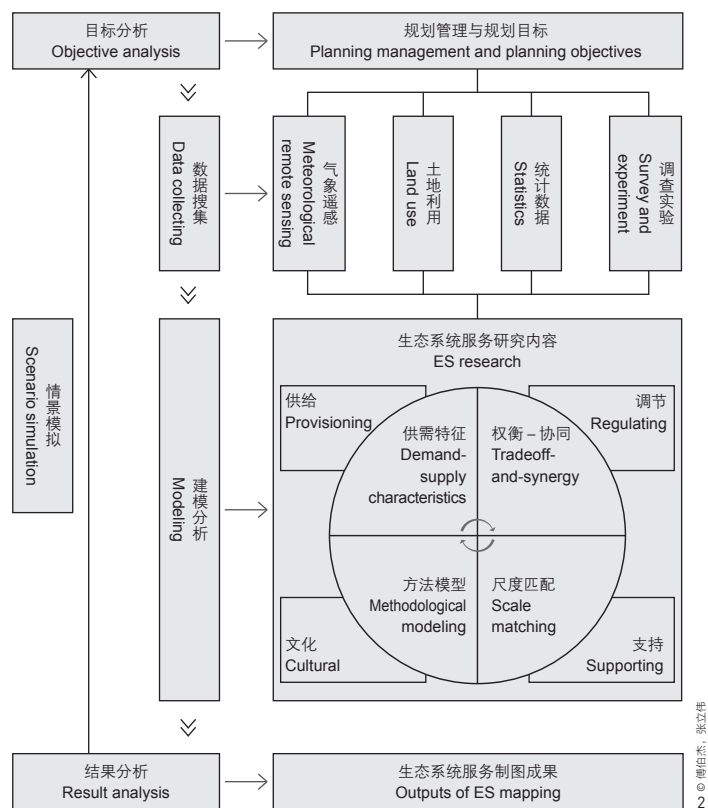 目标分析
Objective analysis
规划管理与规划目标
Planning management and planning objectives
数据搜集
Data collecting
气象遥感
Meteorological
remote sensing
土地利用
Land use
统计数据
Statistics
调查实验
Survey and
experiment
情景模拟
Scenario simulation
建模分析
Modeling
生态系统服务研究内容
ES research
供给
Provisioning
调节
Regulating
供需特征
Demand-
supply
characteristics
权衡 – 协同
Tradeoff-
and-synergy
方法模型
Methodological
modeling
尺度匹配
Scale
matching
文化
Cultural
支持
Supporting
结果分析
Result analysis
生态系统服务制图成果
Outputs of ES mapping
2 © 傅伯杰，张立伟